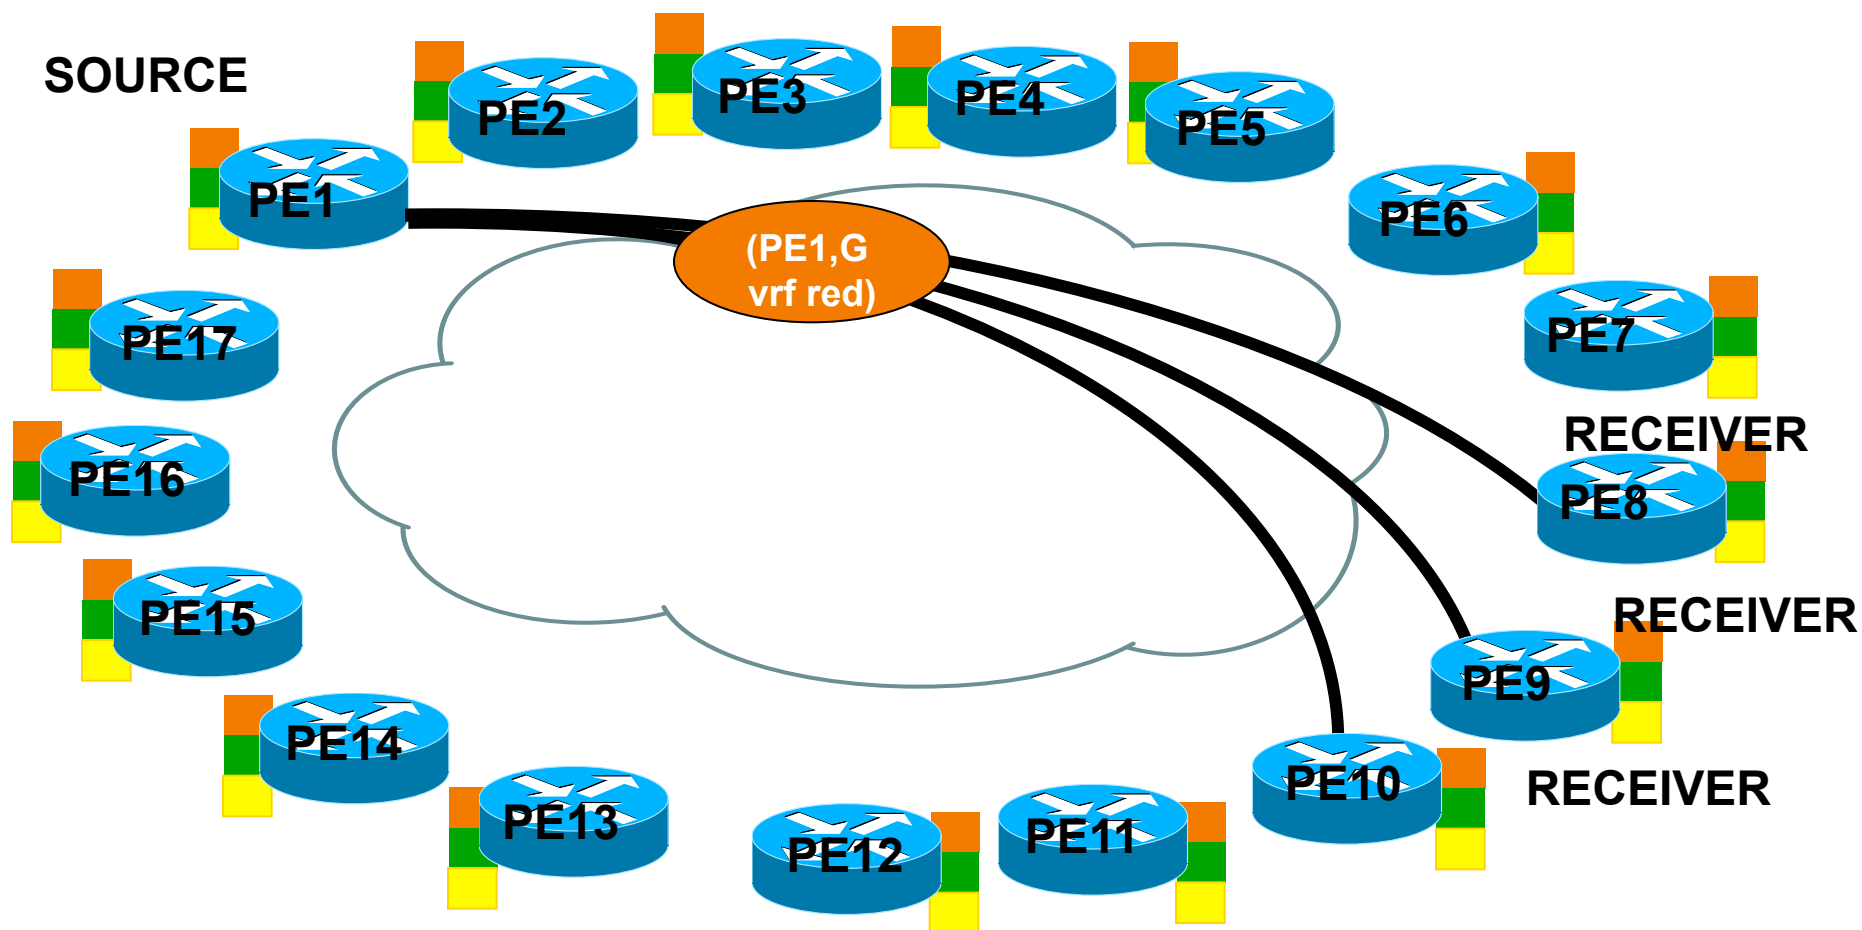 SOURCE
PE1
PE2
PE3
PE4
PE5
PE6
PE7
RECEIVER
PE8
RECEIVER
PE9
PE10
RECEIVER
PE11
PE12
PE13
PE14
PE15
PE16
PE17
(PE1,G
vrf red)